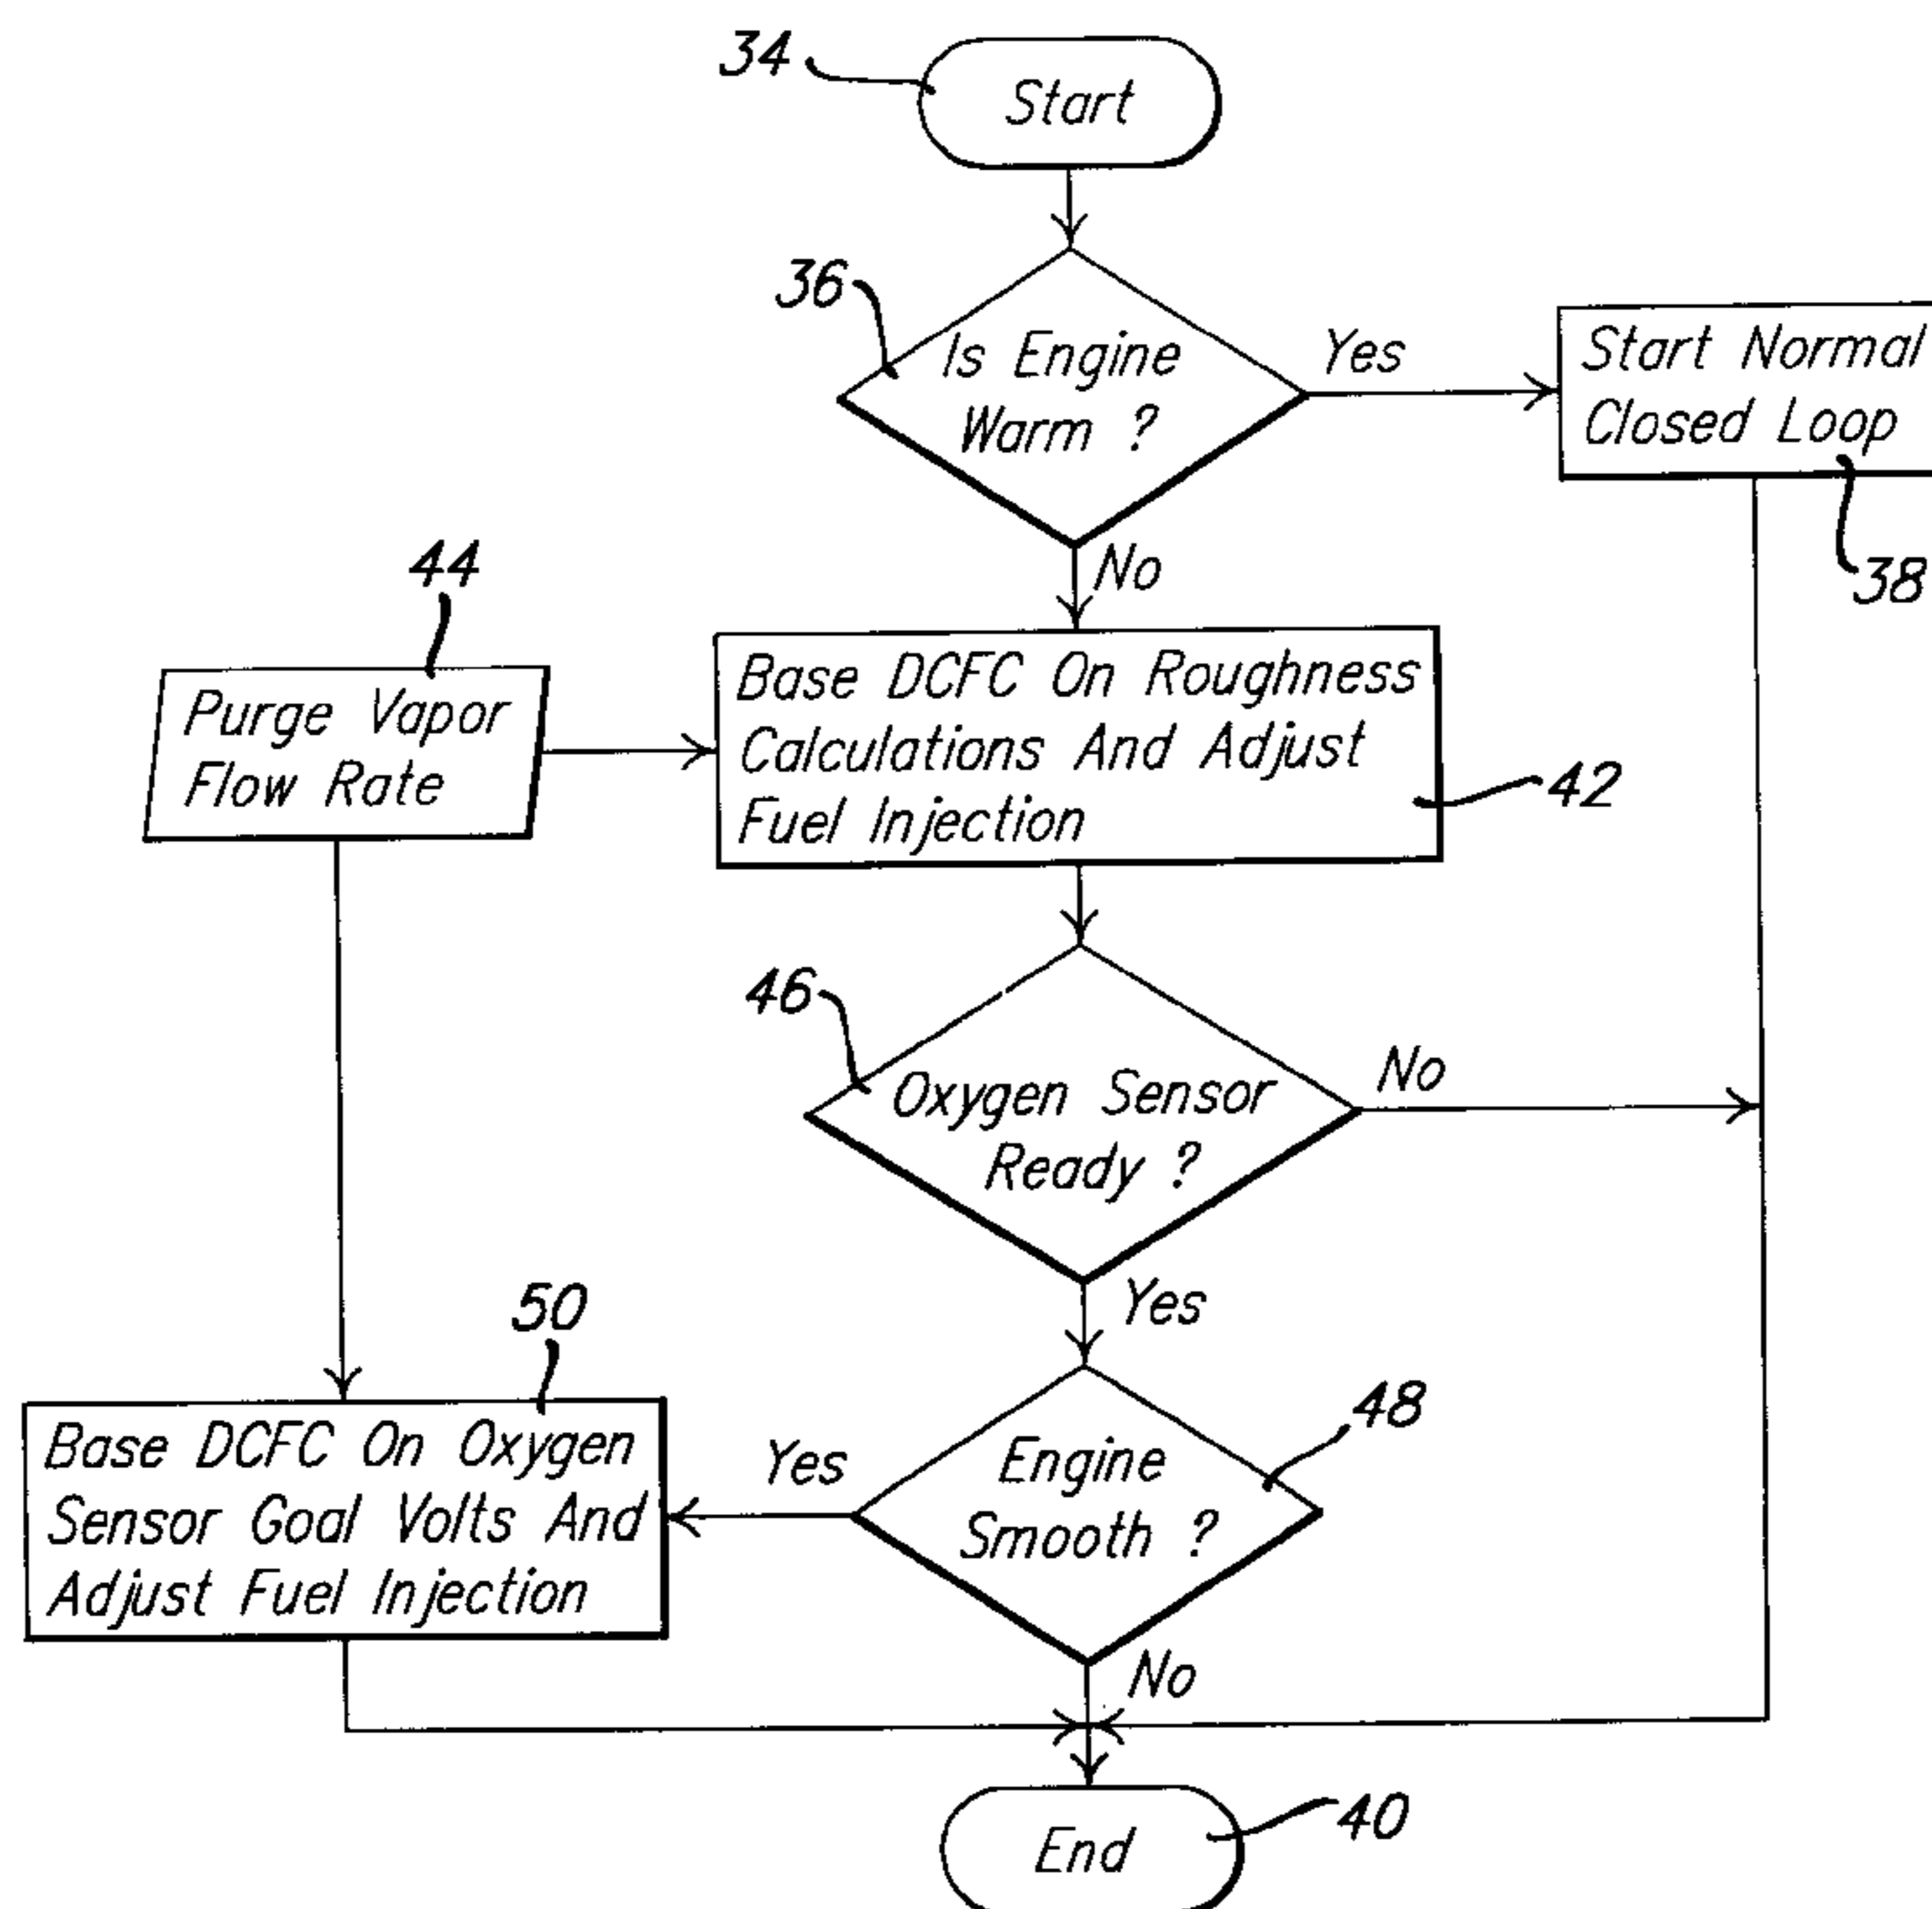 34
Start
36
Is Engine
Warm ?
Yes
Start Normal
Closed Loop
38
No
44
Purge Vapor
Flow Rate
Base DCFC On Roughness
Calculations And Adjust
Fuel Injection
42
46
Oxygen Sensor
Ready ?
No
Yes
50
Base DCFC On Oxygen
Sensor Goal Volts And
Adjust Fuel Injection
Yes
Engine
Smooth ?
48
No
End
40